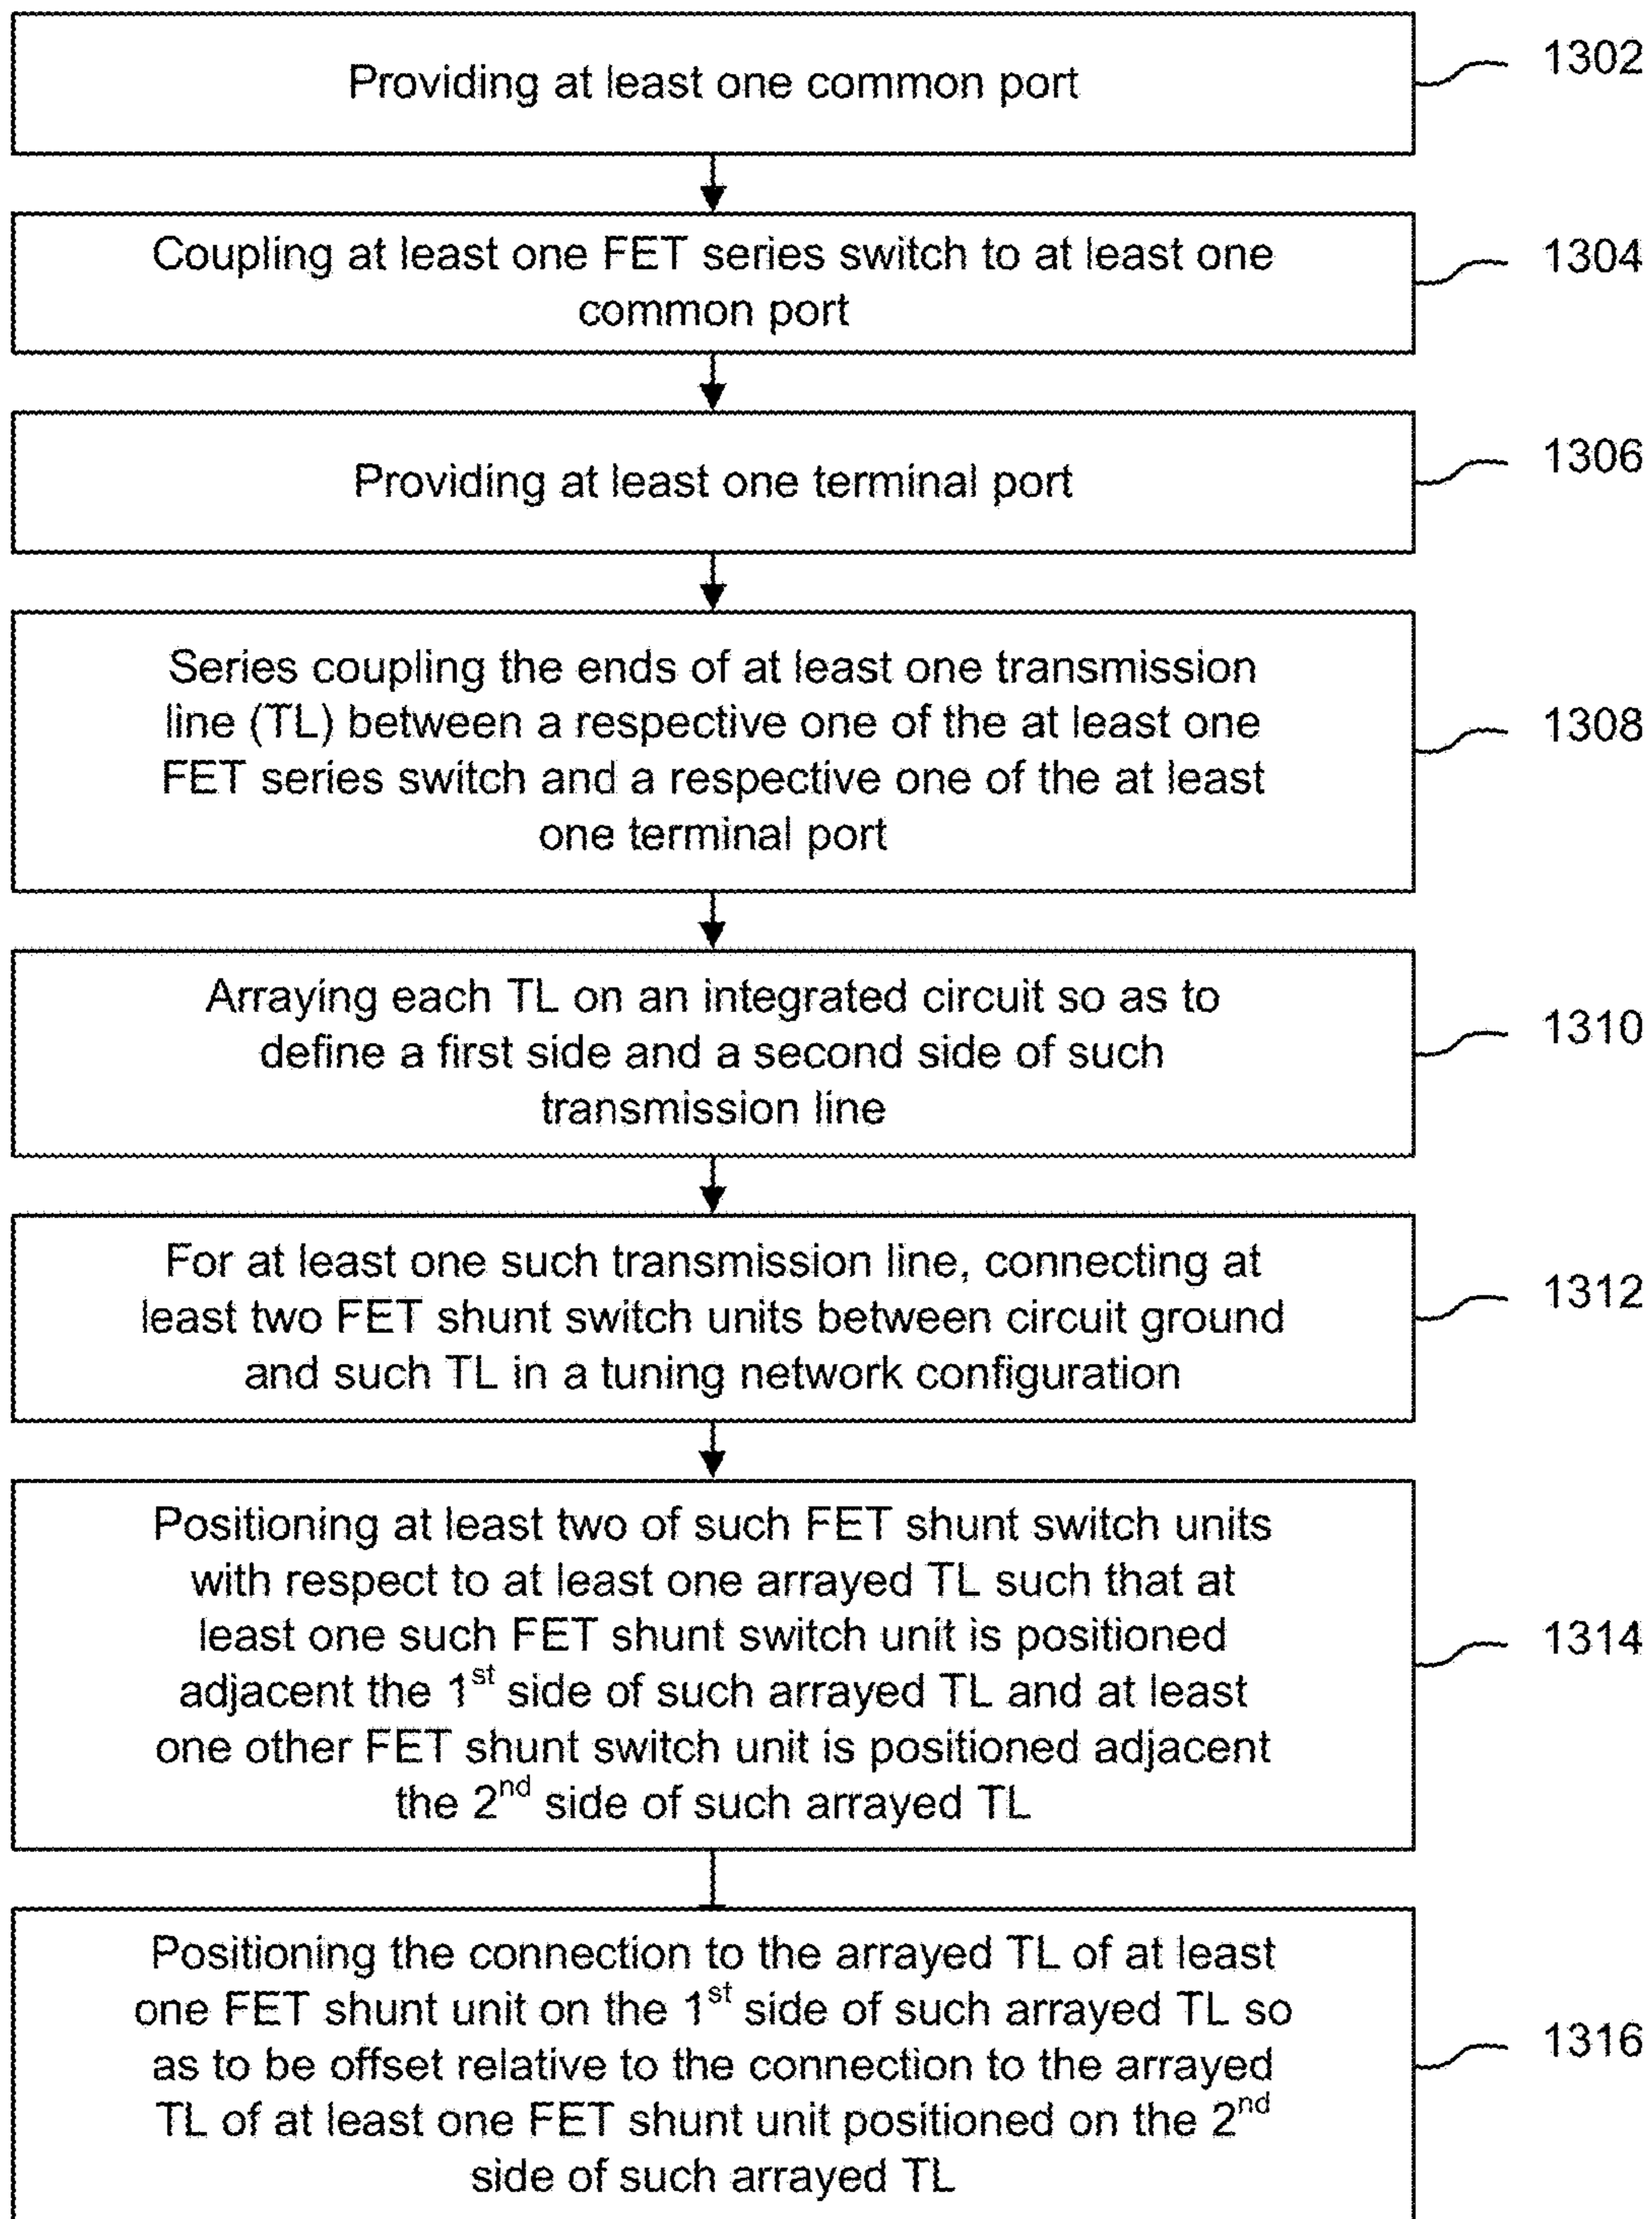 Providing at least one common port
1302
Coupling at least one FET series switch to at least one
common port
1304
Providing at least one terminal port
1306
Series coupling the ends of at least one transmission
line (TL) between a respective one of the at least one
FET series switch and a respective one of the at least
one terminal port
1308
Arraying each TL on an integrated circuit so as to
define a first side and a second side of such
transmission line
1310
For at least one such transmission line, connecting at
least two FET shunt switch units between circuit ground
and such TL in a tuning network configuration
1312
Positioning at least two of such FET shunt switch units
with respect to at least one arrayed TL such that at
least one such FET shunt switch unit is positioned
adjacent the 1st side of such arrayed TL and at least
one other FET shunt switch unit is positioned adjacent
the 2nd side of such arrayed TL
1314
Positioning the connection to the arrayed TL of at least
one FET shunt unit on the 1st side of such arrayed TL so
as to be offset relative to the connection to the arrayed
TL of at least one FET shunt unit positioned on the 2nd
side of such arrayed TL
1316